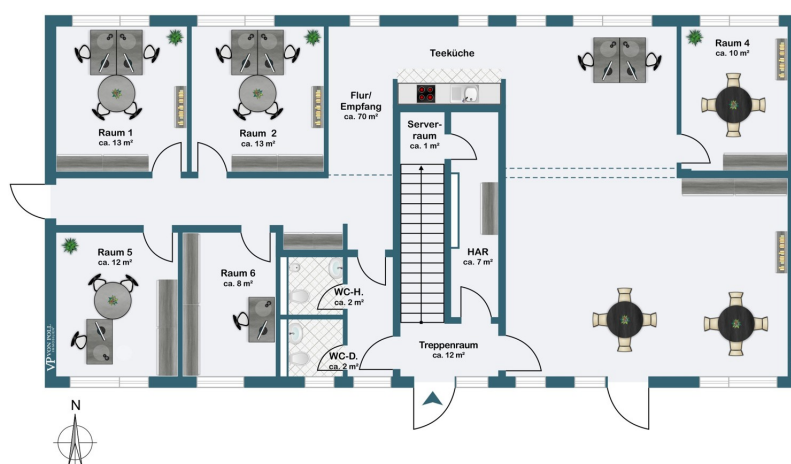 Teeküche
Raum 4
ca. 10 m²
Flur/
Empfang
ca. 70 m²
Raum 1
ca. 13 m²
Raum 2
ca. 13 m²
Server-
raum
ca. 1 m²
Raum 5
ca. 12 m²
Raum 6
ca. 8 m²
HAR
ca. 7 m²
WC-H.
ca. 2 m²
WC-D.
ca. 2 m²
Treppenraum
ca. 12 m²
VP VON POLL
N